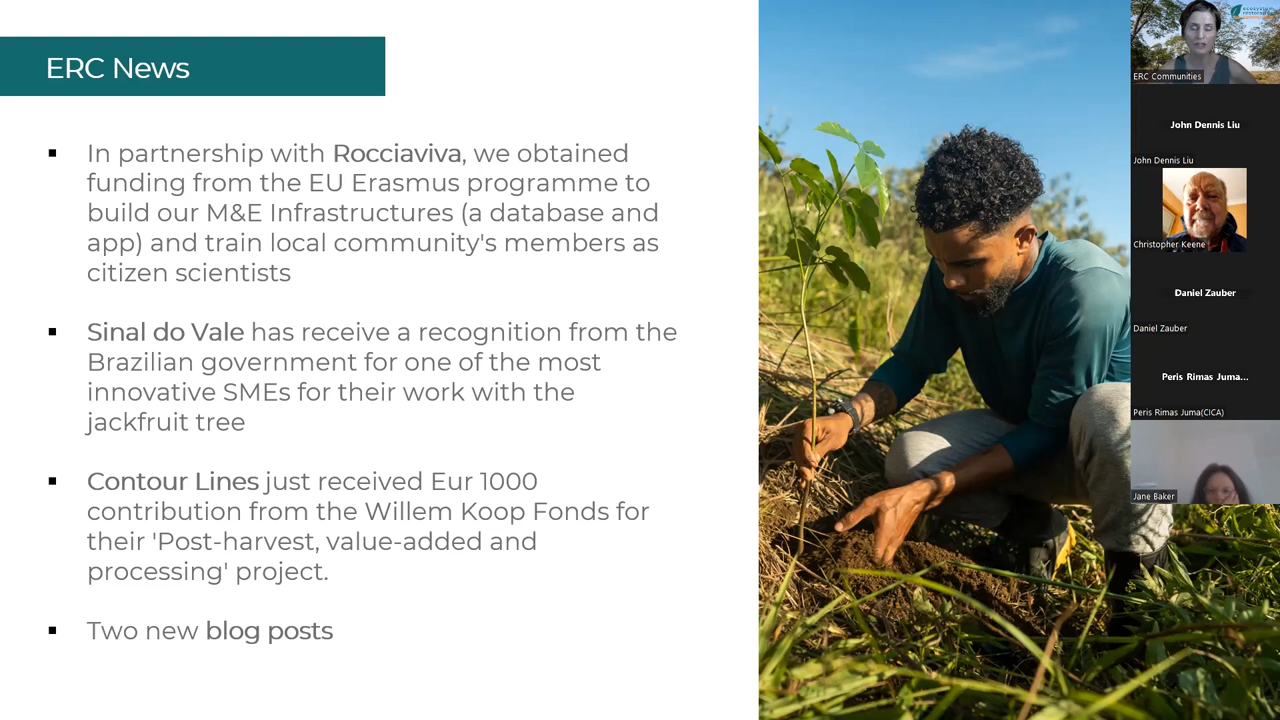 ERC News
▪ In partnership with Rocciaviva, we obtained
funding from the EU Erasmus programme to
build our M&E Infrastructures (a database and
app) and train local community's members as
citizen scientists
▪ Sinal do Vale has receive a recognition from the
Brazilian government for one of the most
innovative SMEs for their work with the
jackfruit tree
▪ Contour Lines just received Eur 1000
contribution from the Willem Koop Fonds for
their 'Post-harvest, value-added and
processing' project.
▪ Two new blog posts
ERC Communities
John Dennis Liu
John Dennis Liu
Christopher Keene
Daniel Zauber
Daniel Zauber
Peris Rimas Juma...
Peris Rimas Juma(CICA)
Jane Baker